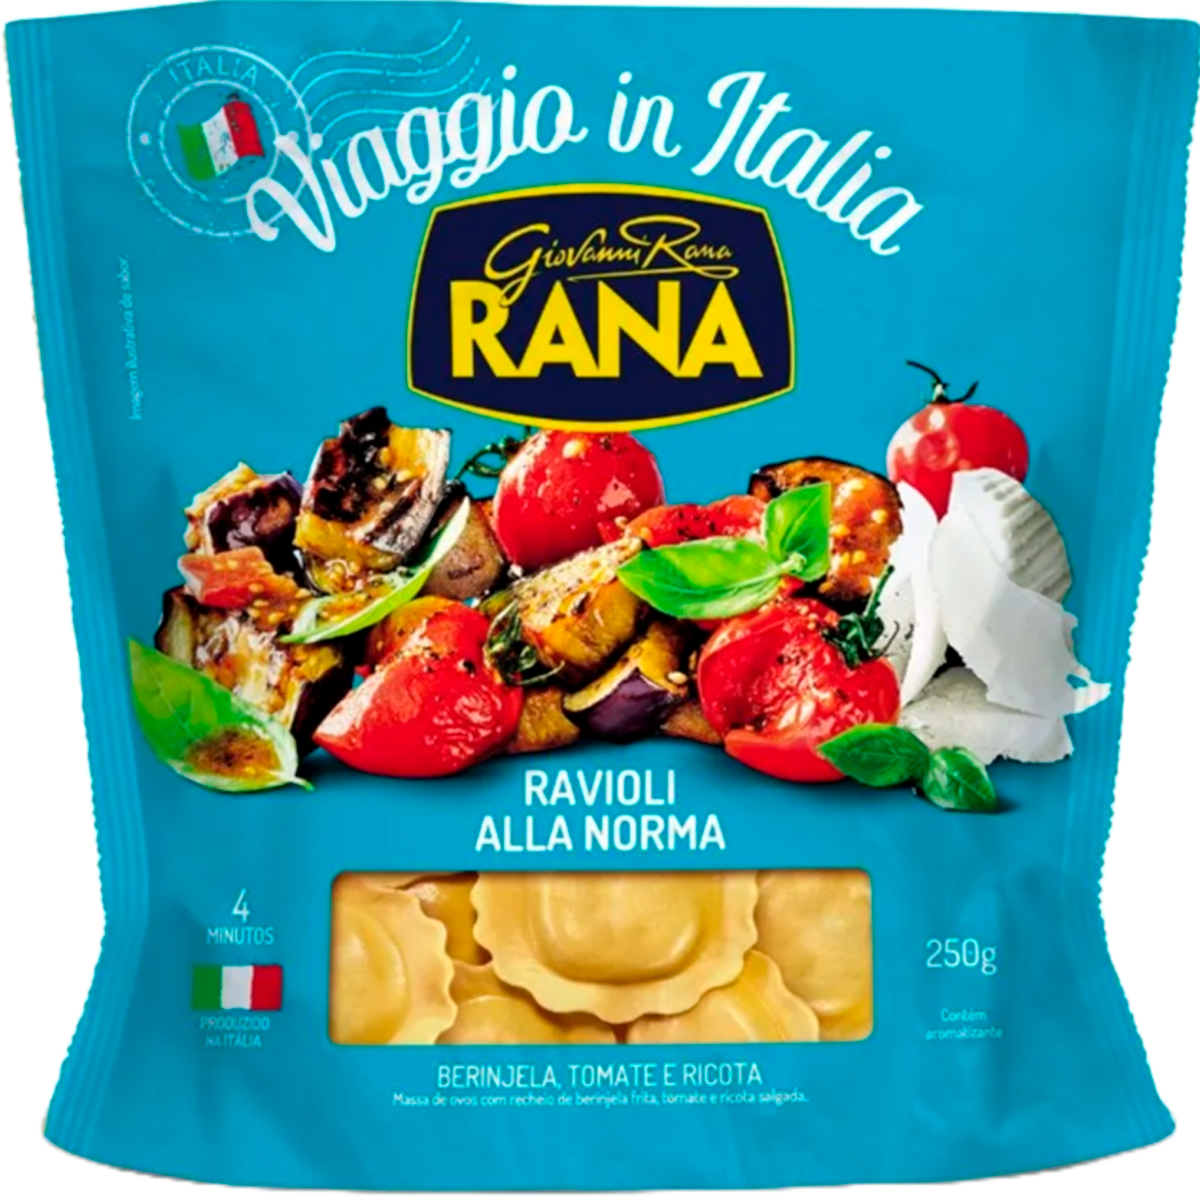 ITALIA
Viaggio in Italia
Giovanni Rana
RANA
Imagem ilustrativa de sabor.
RAVIOLI
ALLA NORMA
4
MINUTOS
PRODUZIDO
NA ITÁLIA
250g
Contém
aromatizante
BERINJELA, TOMATE E RICOTA
Massa de ovos com recheio de berinjela frita, tomate e ricota salgada.